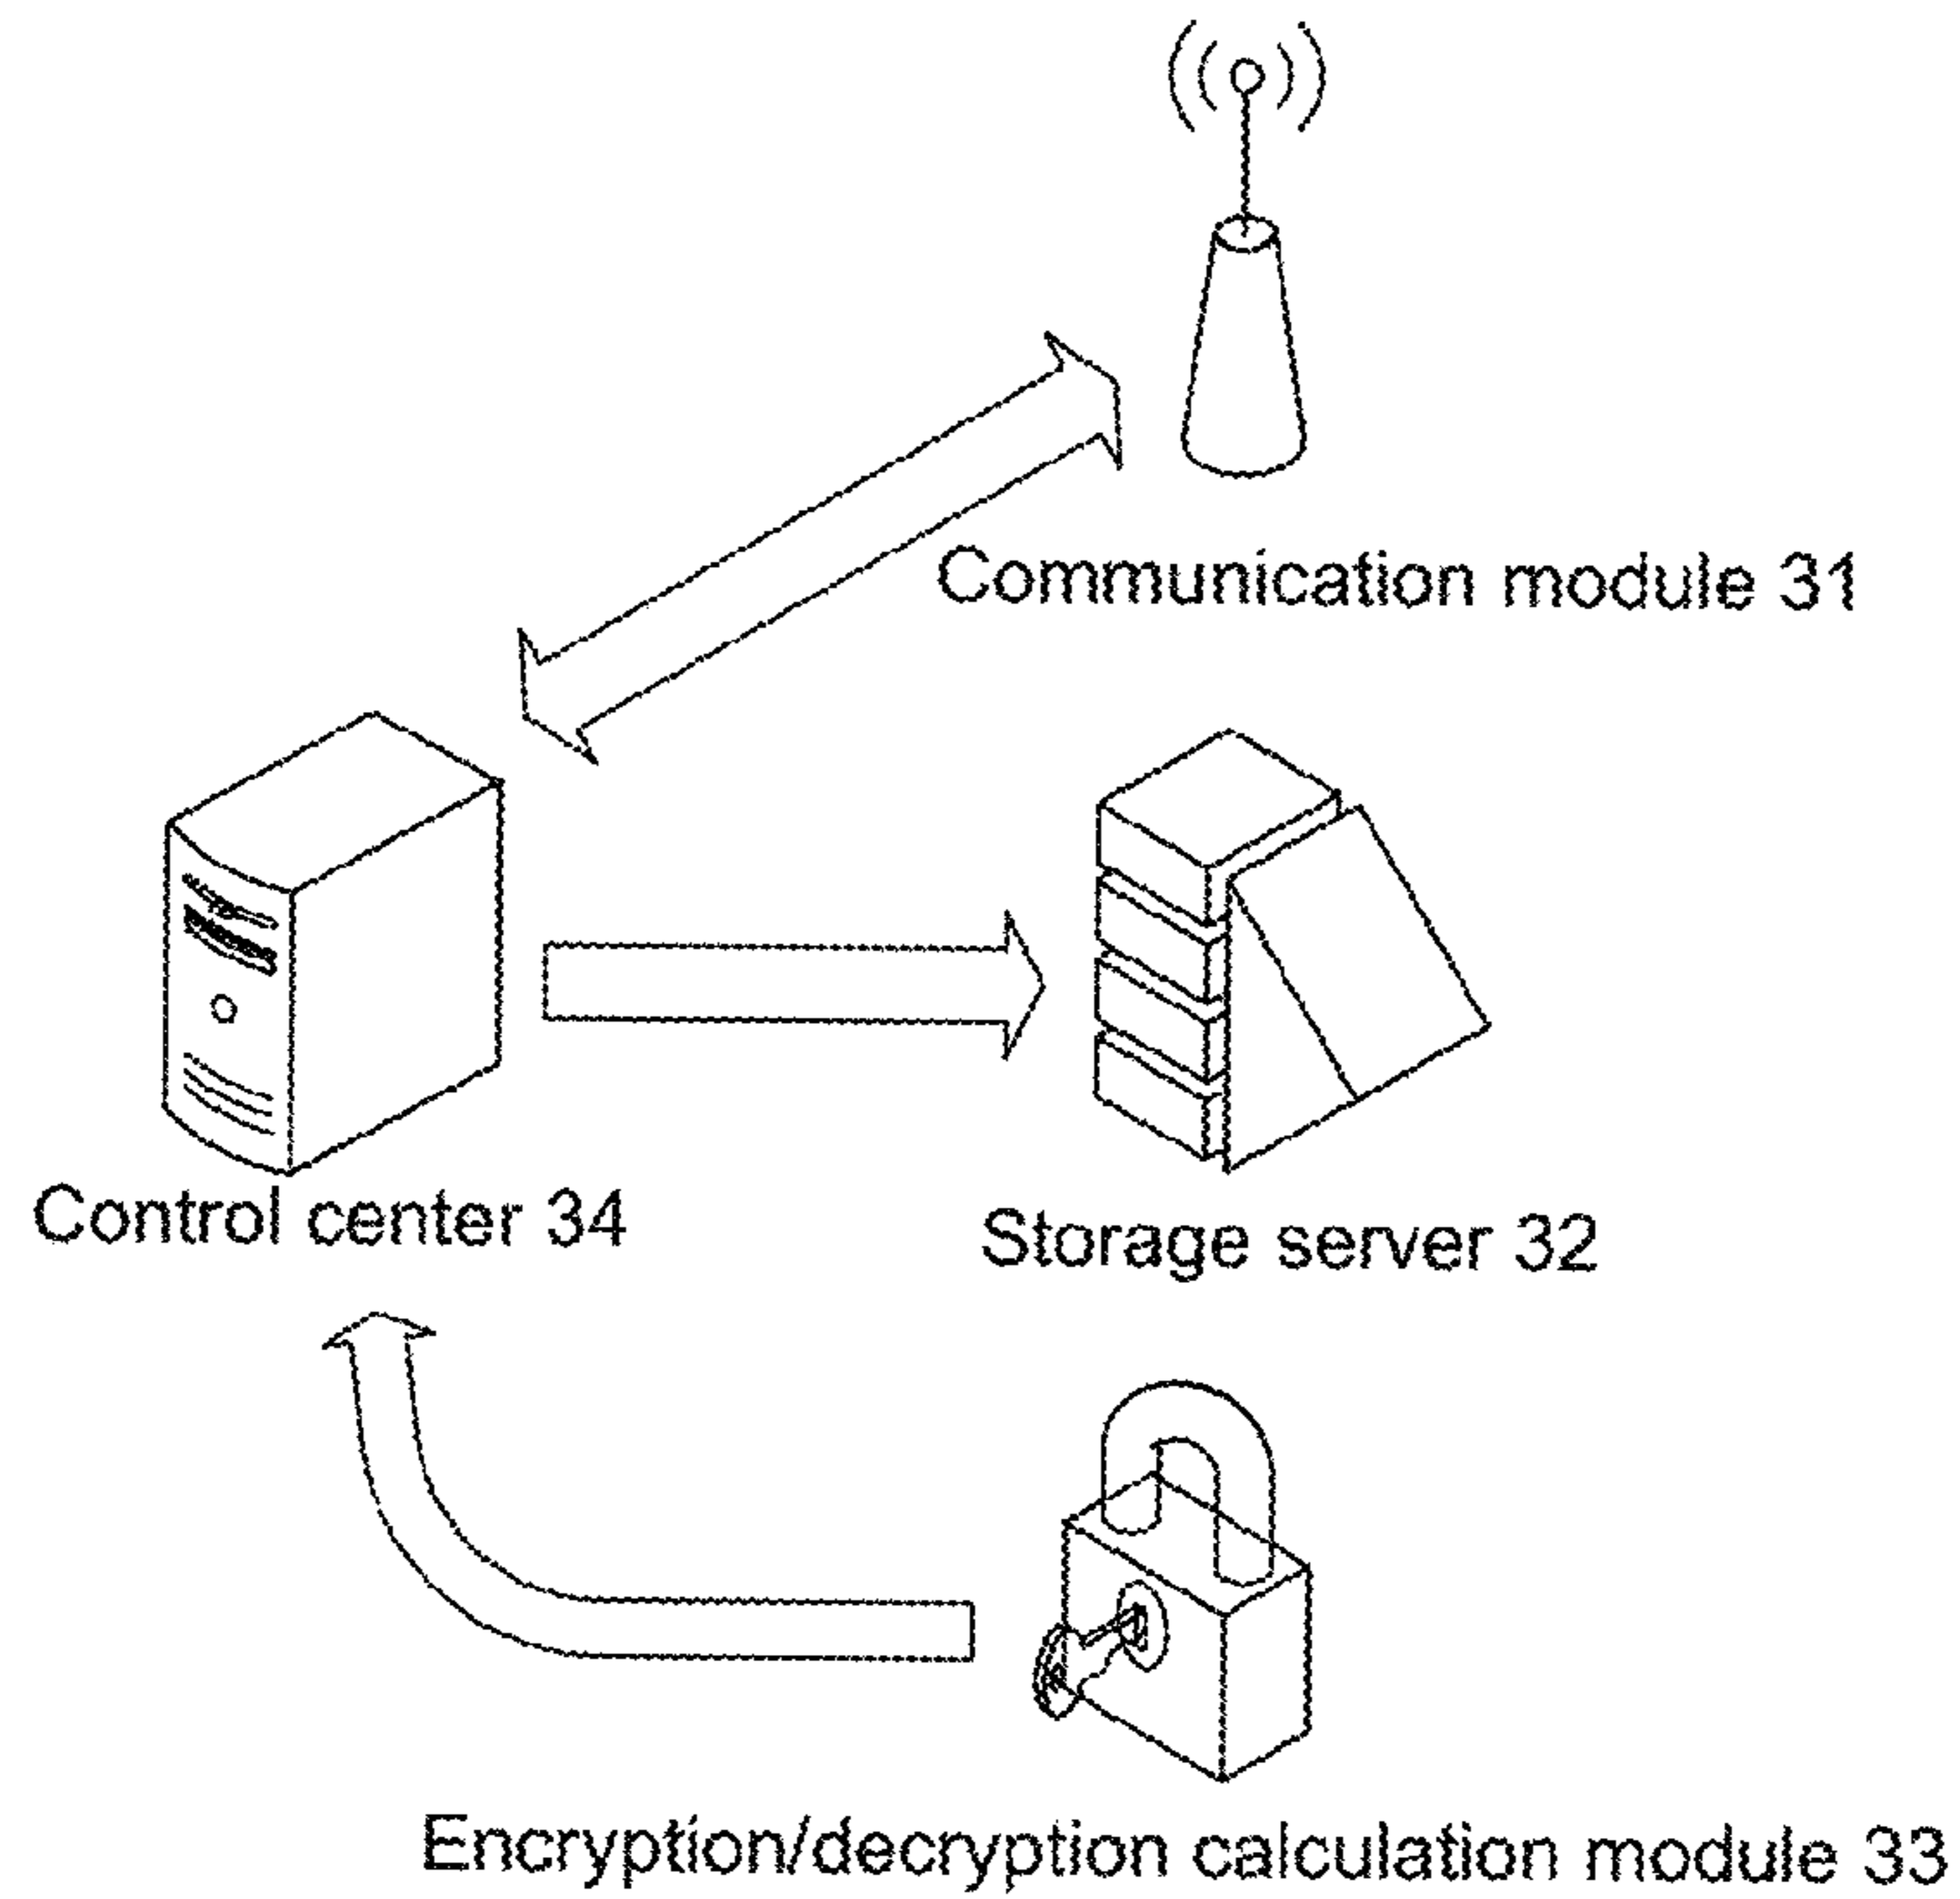 Communication module 31
Control center 34
Storage server 32
Encryption/decryption calculation module 33